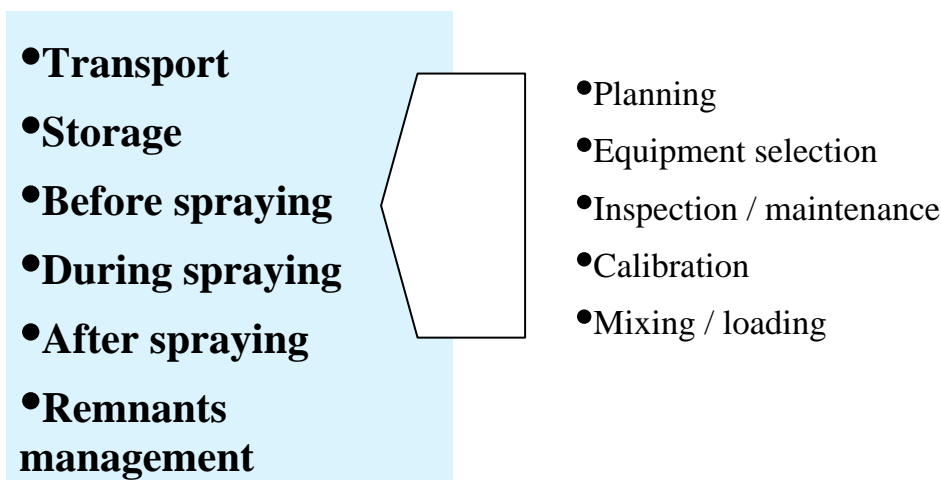 •Transport
•Storage
•Before spraying
•During spraying
•After spraying
•Remnants
management
•Planning
•Equipment selection
•Inspection / maintenance
•Calibration
•Mixing / loading